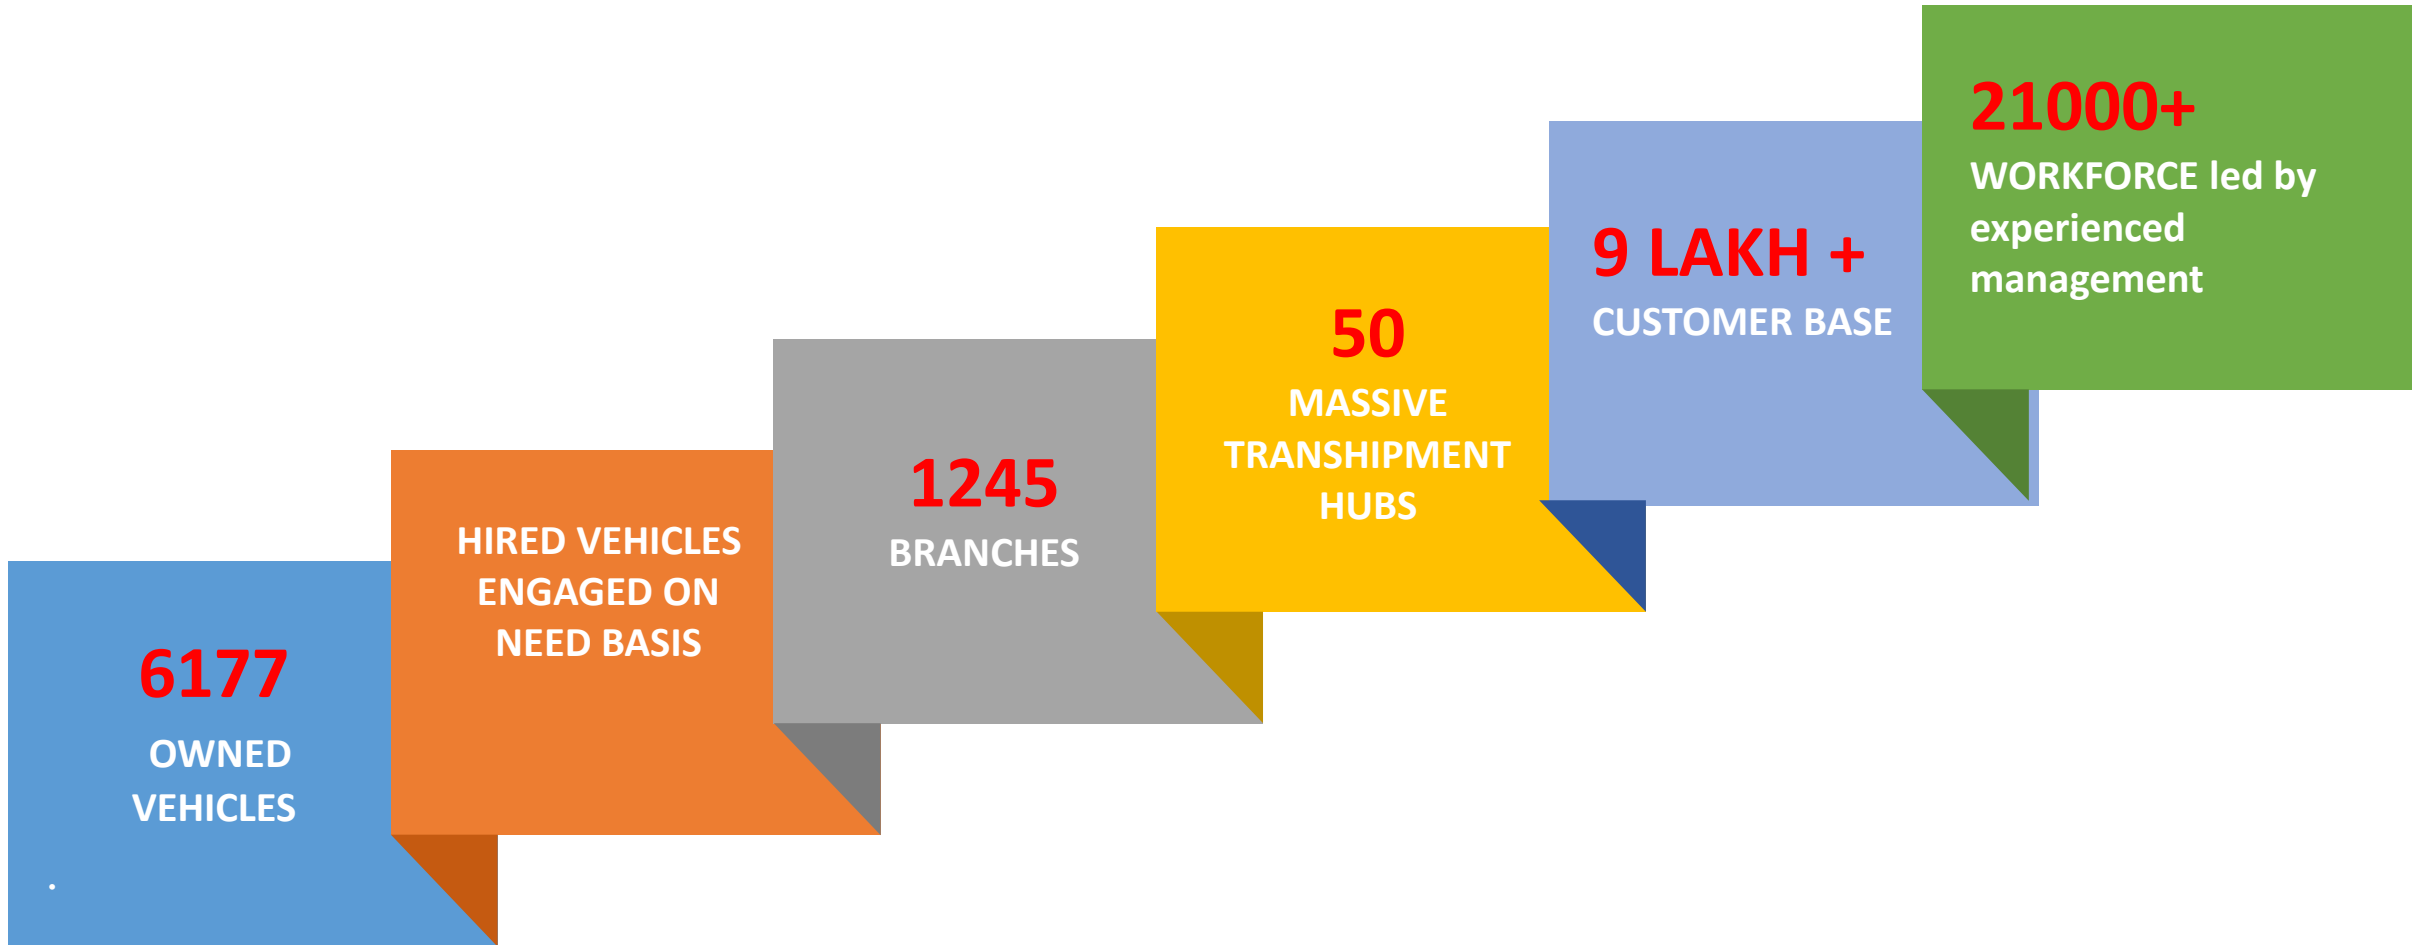 6177
OWNED
VEHICLES
.
HIRED VEHICLES
ENGAGED ON
NEED BASIS
1245
BRANCHES
50
MASSIVE
TRANSHIPMENT
HUBS
9 LAKH +
CUSTOMER BASE
21000+
WORKFORCE led by
experienced
management